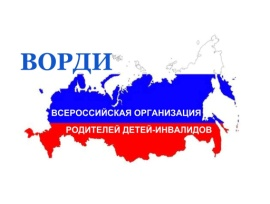 ВОРДИ
ВСЕРОССИЙСКАЯ ОРГАНИЗАЦИЯ
РОДИТЕЛЕЙ ДЕТЕЙ-ИНВАЛИДОВ